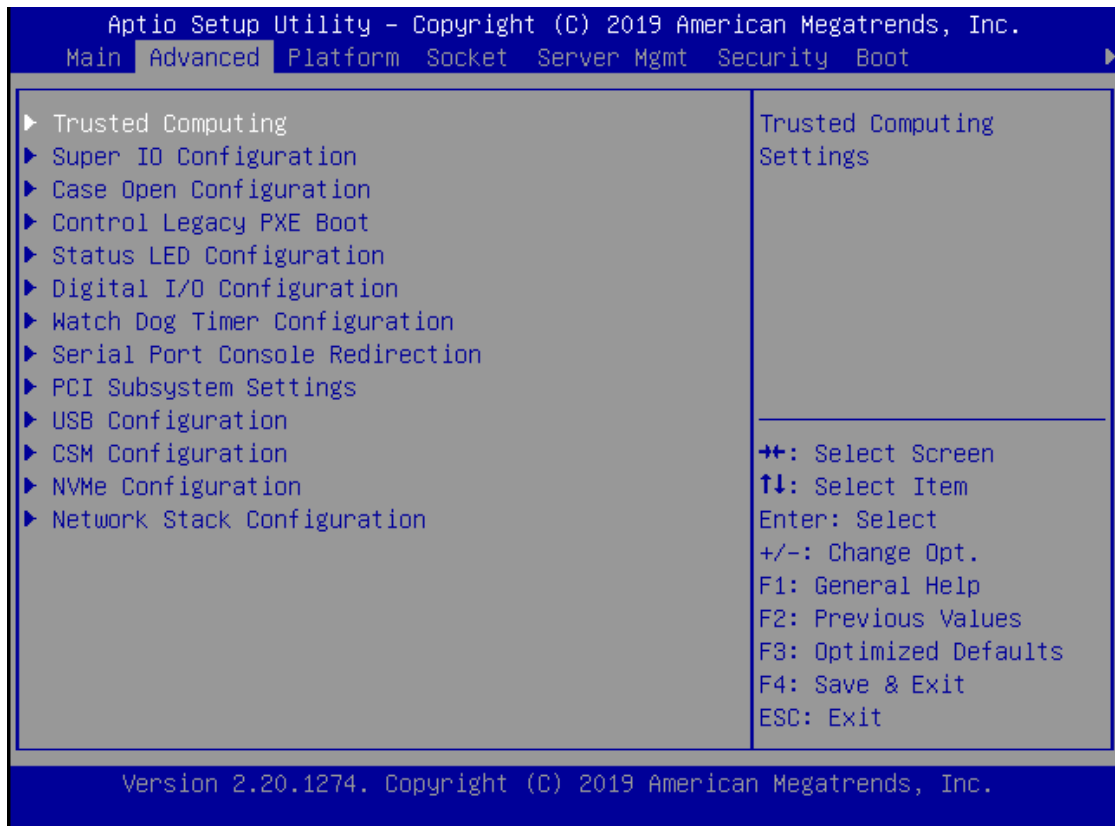 Aptio Setup Utility – Copyright (C) 2019 American Megatrends, Inc.
Main Advanced Platform Socket Server Mgmt Security Boot
Trusted Computing
Super IO Configuration
Case Open Configuration
Control Legacy PXE Boot
Status LED Configuration
Digital I/O Configuration
Watch Dog Timer Configuration
Serial Port Console Redirection
PCI Subsystem Settings
USB Configuration
CSM Configuration
NVMe Configuration
Network Stack Configuration
Trusted Computing
Settings
→←: Select Screen
↑↓: Select Item
Enter: Select
+/-: Change Opt.
F1: General Help
F2: Previous Values
F3: Optimized Defaults
F4: Save & Exit
ESC: Exit
Version 2.20.1274. Copyright (C) 2019 American Megatrends, Inc.